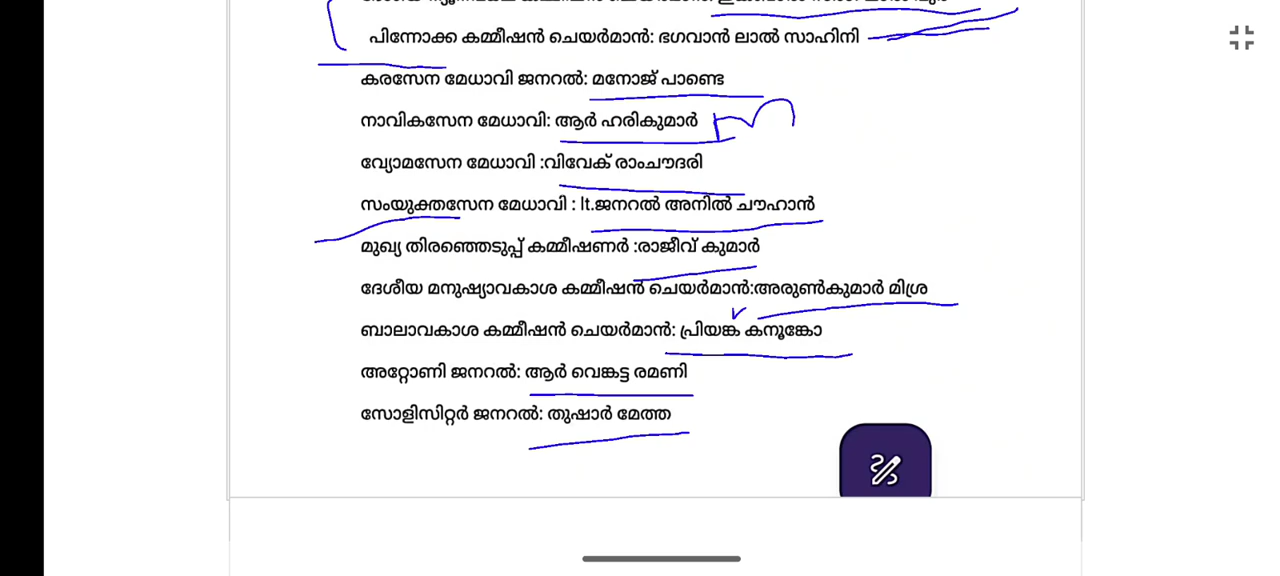 പിന്നോക്ക കമ്മീഷൻ ചെയർമാൻ: ഭഗവാൻ ലാൽ സാഹിനി
കരസേന മേധാവി ജനറൽ: മനോജ് പാണ്ടെ
നാവികസേന മേധാവി: ആർ ഹരികുമാർ
വ്യോമസേന മേധാവി :വിവേക് രാംചൗദരി
സംയുക്തസേന മേധാവി : lt.ജനറൽ അനിൽ ചൗഹാൻ
മുഖ്യ തിരഞ്ഞെടുപ്പ് കമ്മീഷണർ :രാജീവ് കുമാർ
ദേശീയ മനുഷ്യാവകാശ കമ്മീഷൻ ചെയർമാൻ:അരുൺകുമാർ മിശ്ര
ബാലാവകാശ കമ്മീഷൻ ചെയർമാൻ: പ്രിയങ്ക കനൂങ്കോ
അറ്റോണി ജനറൽ: ആർ വെങ്കട്ട രമണി
സോളിസിറ്റർ ജനറൽ: തുഷാർ മേത്ത